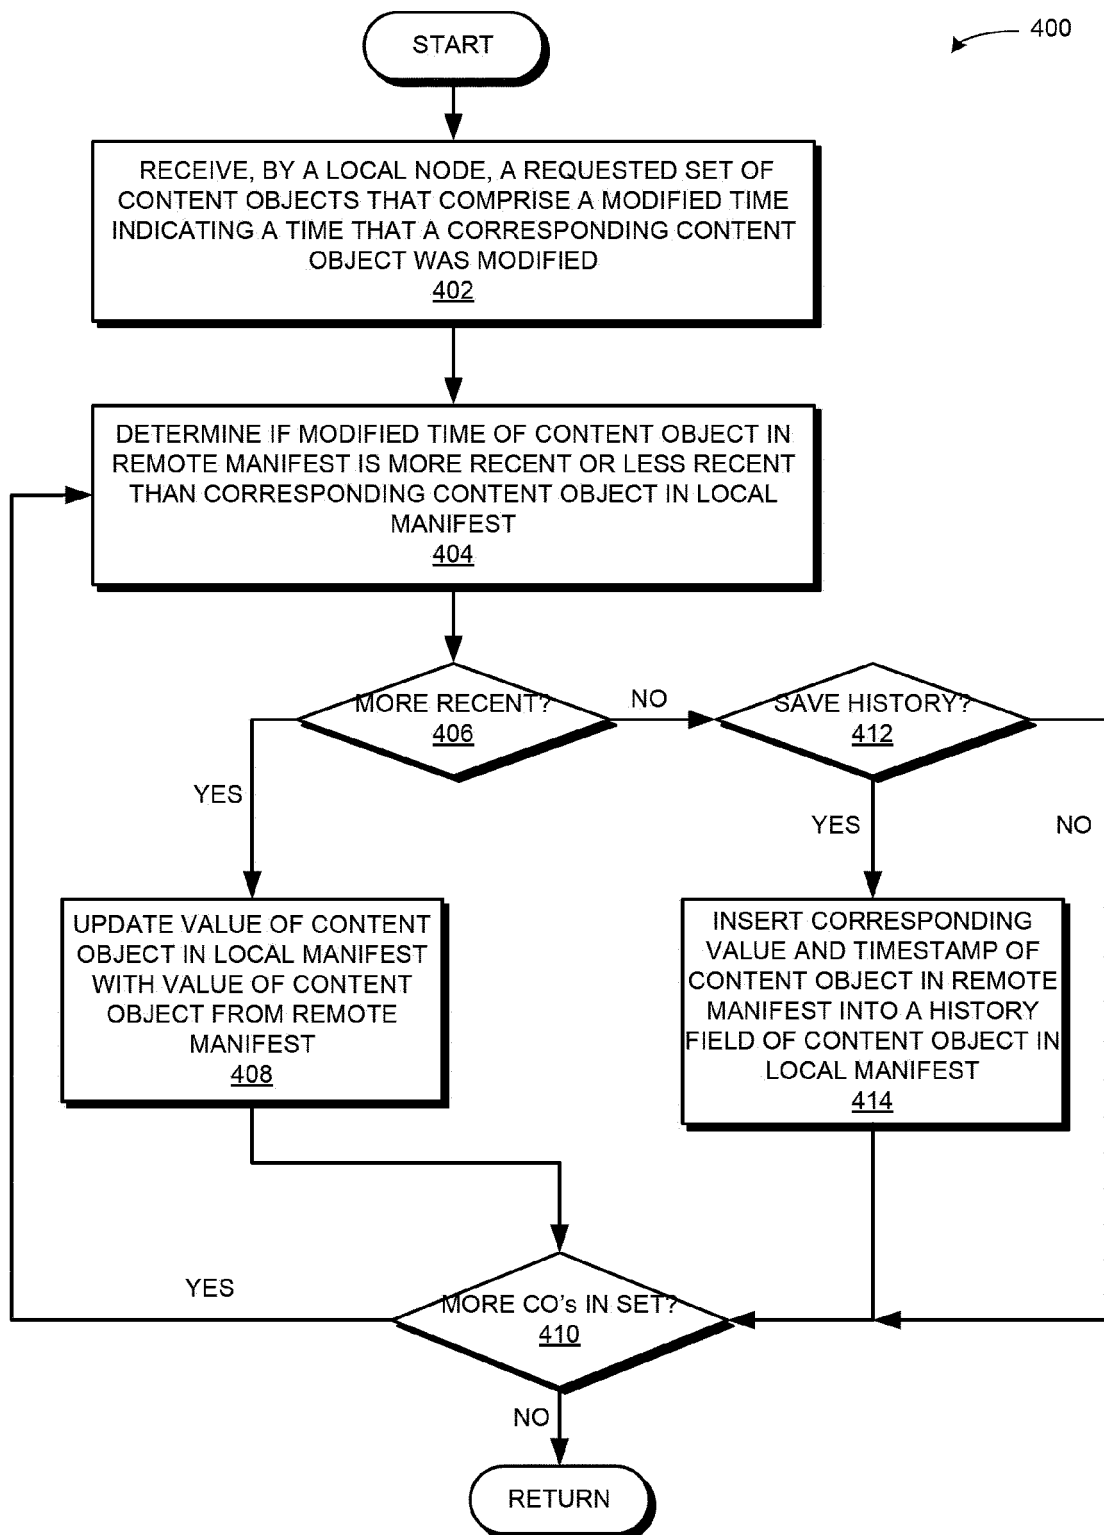 START
400
RECEIVE, BY A LOCAL NODE, A REQUESTED SET OF
CONTENT OBJECTS THAT COMPRISE A MODIFIED TIME
INDICATING A TIME THAT A CORRESPONDING CONTENT
OBJECT WAS MODIFIED
402
DETERMINE IF MODIFIED TIME OF CONTENT OBJECT IN
REMOTE MANIFEST IS MORE RECENT OR LESS RECENT
THAN CORRESPONDING CONTENT OBJECT IN LOCAL
MANIFEST
404
MORE RECENT?
406
NO
SAVE HISTORY?
412
YES
YES
NO
UPDATE VALUE OF CONTENT
OBJECT IN LOCAL MANIFEST
WITH VALUE OF CONTENT
OBJECT FROM REMOTE
MANIFEST
408
INSERT CORRESPONDING
VALUE AND TIMESTAMP OF
CONTENT OBJECT IN REMOTE
MANIFEST INTO A HISTORY
FIELD OF CONTENT OBJECT IN
LOCAL MANIFEST
414
YES
MORE CO's IN SET?
410
NO
RETURN